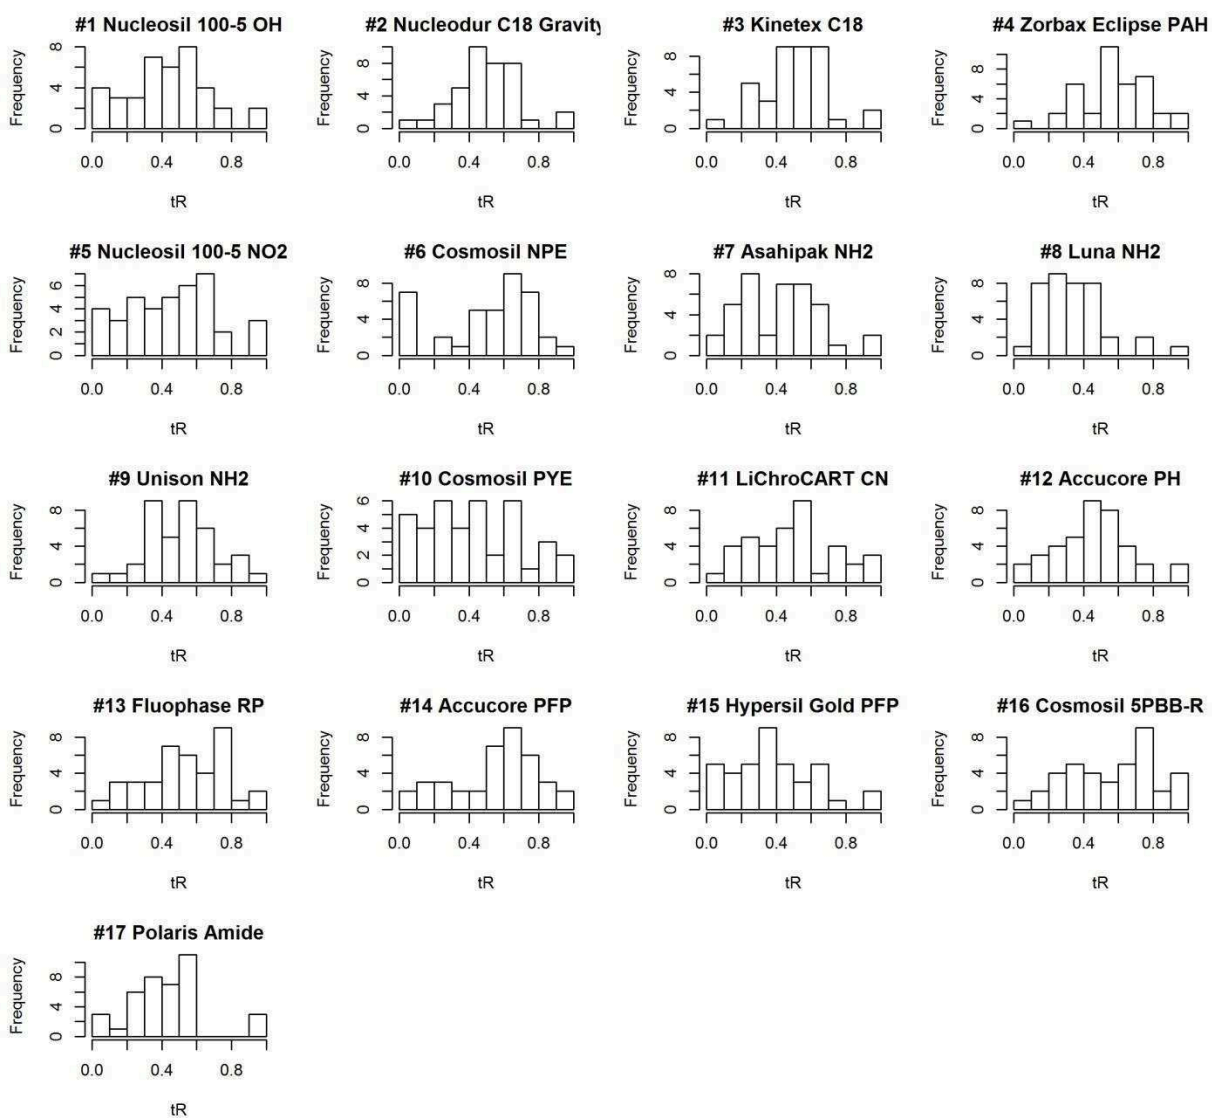 #1 Nucleosil 100-5 OH
Frequency
0 4 8
0.0 0.4 0.8
tR
#2 Nucleodur C18 Gravity
Frequency
0 4 8
0.0 0.4 0.8
tR
#3 Kinetex C18
Frequency
0 4 8
0.0 0.4 0.8
tR
#4 Zorbax Eclipse PAH
Frequency
0 4 8
0.0 0.4 0.8
tR
#5 Nucleosil 100-5 NO2
Frequency
0 2 4 6
0.0 0.4 0.8
tR
#6 Cosmosil NPE
Frequency
0 4 8
0.0 0.4 0.8
tR
#7 Asahipak NH2
Frequency
0 4 8
0.0 0.4 0.8
tR
#8 Luna NH2
Frequency
0 4 8
0.0 0.4 0.8
tR
#9 Unison NH2
Frequency
0 4 8
0.0 0.4 0.8
tR
#10 Cosmosil PYE
Frequency
0 2 4 6
0.0 0.4 0.8
tR
#11 LiChroCART CN
Frequency
0 4 8
0.0 0.4 0.8
tR
#12 Accucore PH
Frequency
0 4 8
0.0 0.4 0.8
tR
#13 Fluophase RP
Frequency
0 4 8
0.0 0.4 0.8
tR
#14 Accucore PFP
Frequency
0 4 8
0.0 0.4 0.8
tR
#15 Hypersil Gold PFP
Frequency
0 4 8
0.0 0.4 0.8
tR
#16 Cosmosil 5PBB-R
Frequency
0 4 8
0.0 0.4 0.8
tR
#17 Polaris Amide
Frequency
0 4 8
0.0 0.4 0.8
tR